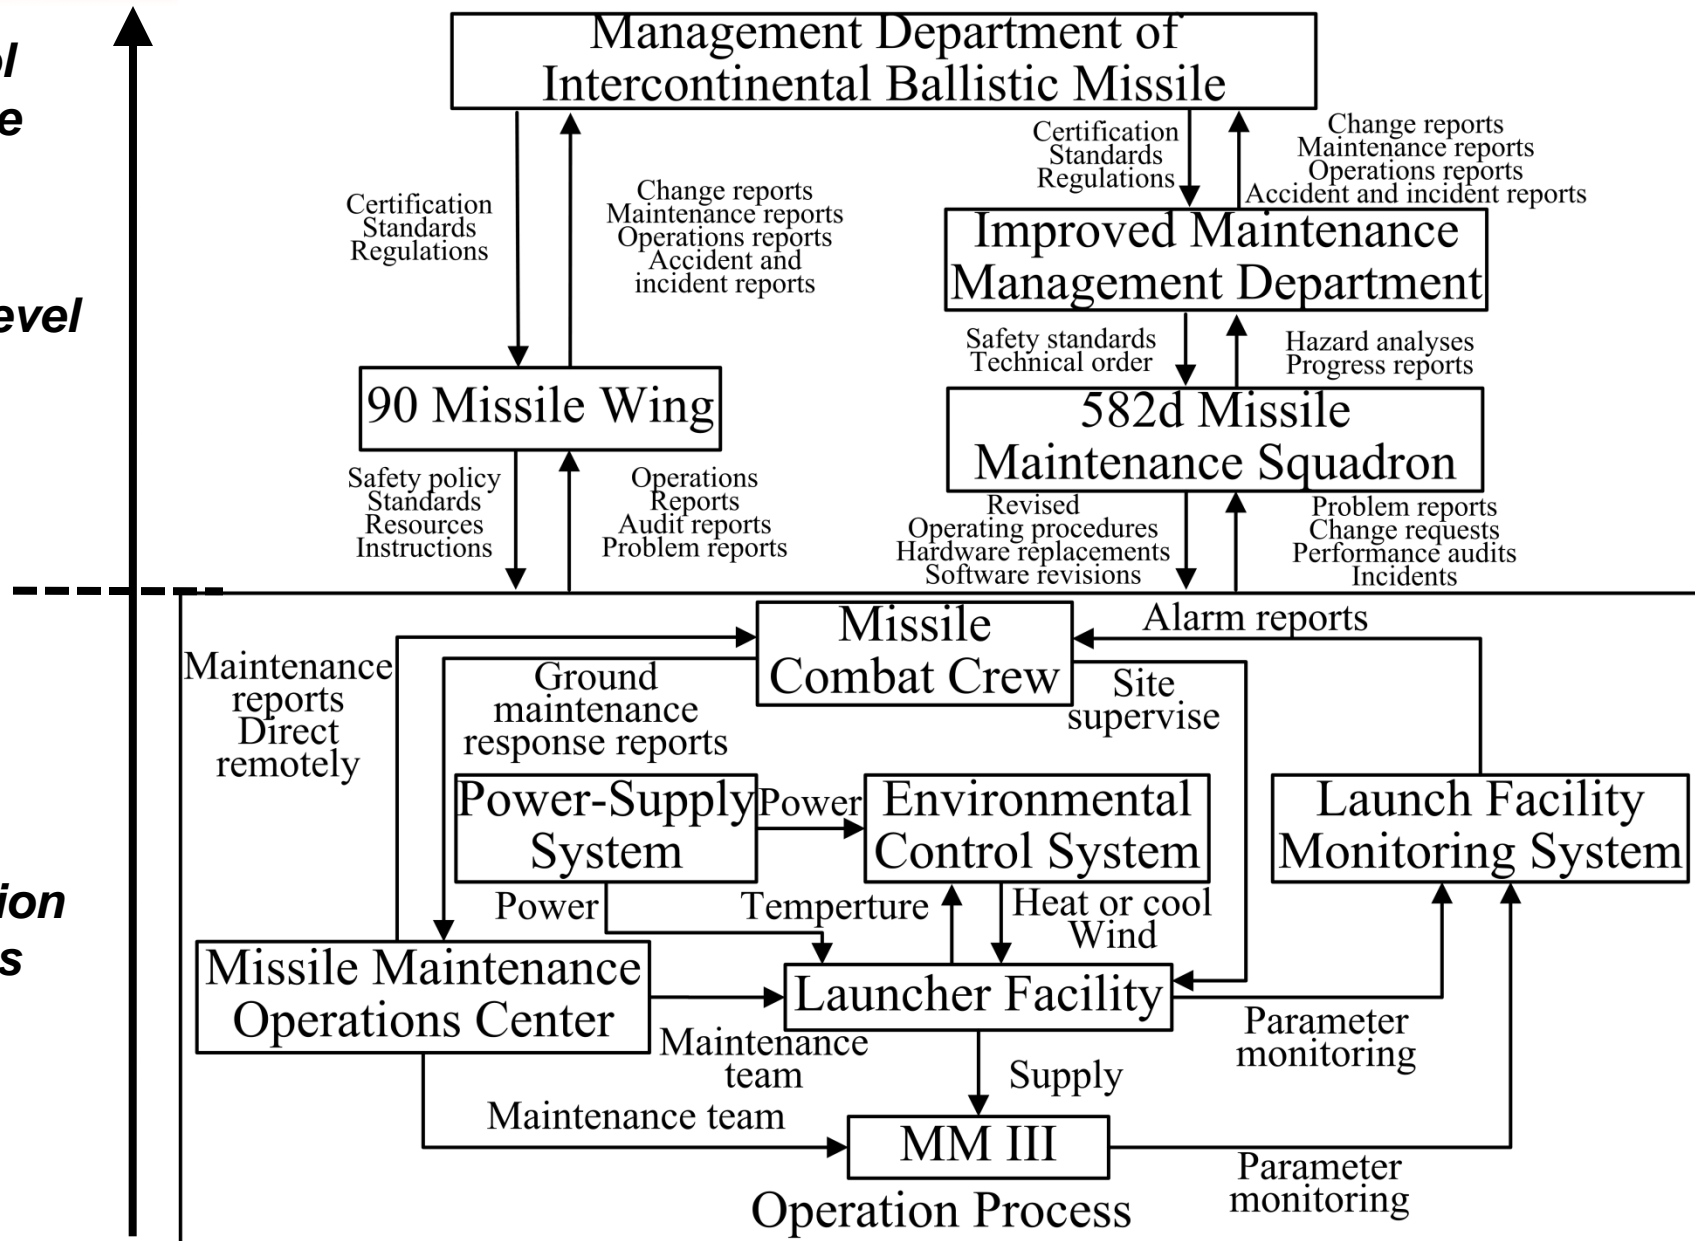 Management Department of
Intercontinental Ballistic Missile
Certification
Standards
Regulations
Change reports
Maintenance reports
Operations reports
Accident and
incident reports
Certification
Standards
Regulations
Change reports
Maintenance reports
Operations reports
Accident and incident reports
Improved Maintenance
Management Department
Safety standards
Technical order
Hazard analyses
Progress reports
90 Missile Wing
582d Missile
Maintenance Squadron
Safety policy
Standards
Resources
Instructions
Operations
Reports
Audit reports
Problem reports
Revised
Operating procedures
Hardware replacements
Software revisions
Problem reports
Change requests
Performance audits
Incidents
Missile
Combat Crew
Alarm reports
Maintenance
reports
Direct
remotely
Ground
maintenance
response reports
Site
supervise
Power-Supply
System
Power
Environmental
Control System
Launch Facility
Monitoring System
Power
Temperture
Heat or cool
Wind
Missile Maintenance
Operations Center
Launcher Facility
Maintenance
team
Parameter
monitoring
Supply
Maintenance team
MM III
Parameter
monitoring
Operation Process